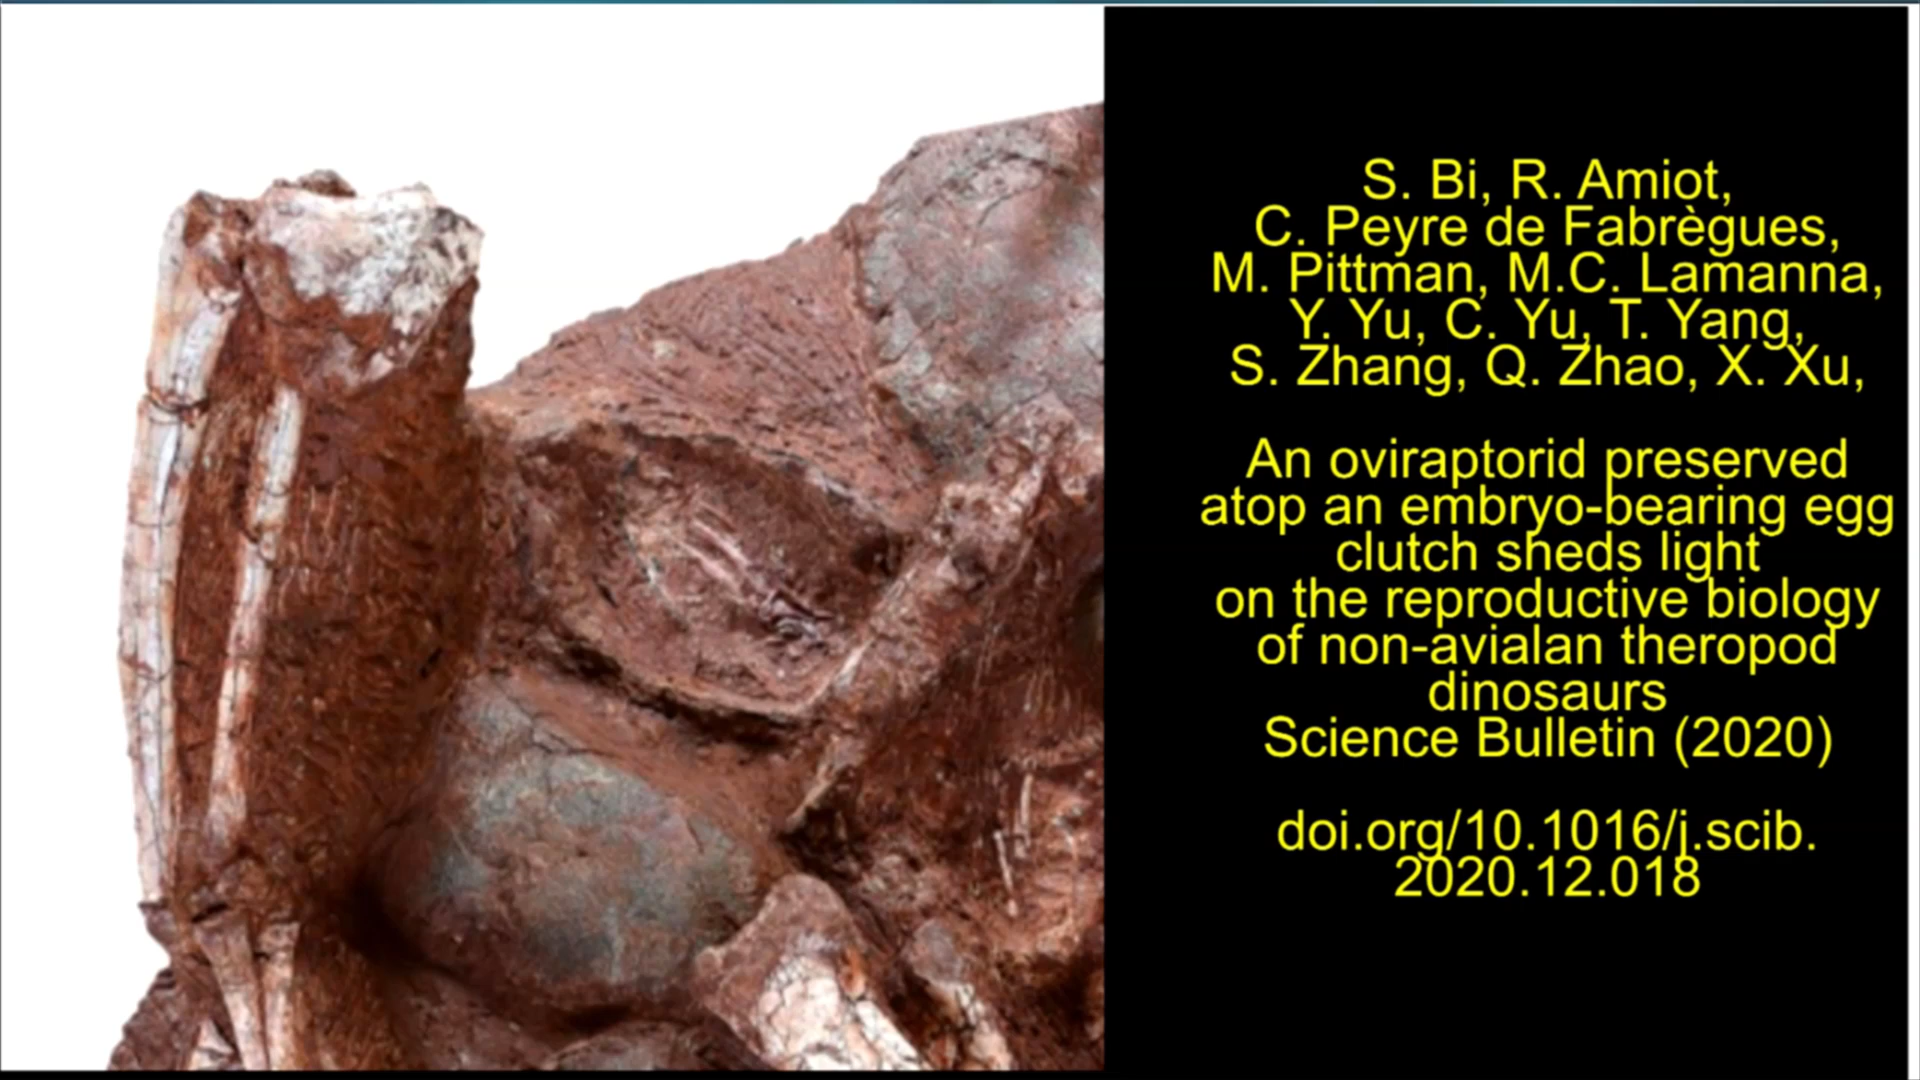 S. Bi, R. Amiot,
C. Peyre de Fabrègues,
M. Pittman, M.C. Lamanna,
Y. Yu, C. Yu, T. Yang,
S. Zhang, Q. Zhao, X. Xu,
An oviraptorid preserved
atop an embryo-bearing egg
clutch sheds light
on the reproductive biology
of non-avialan theropod
dinosaurs
Science Bulletin (2020)
doi.org/10.1016/j.scib.
2020.12.018